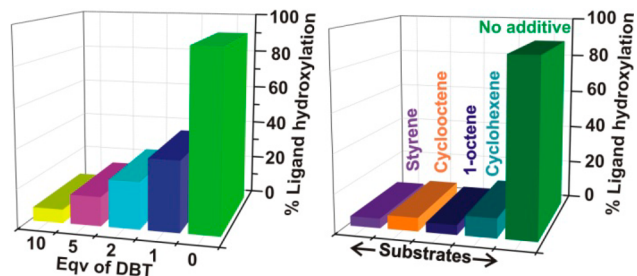 100
80
60
40
20
0
% Ligand hydroxylation
10
5
2
1
0
Eqv of DBT
No additive
Styrene
Cyclooctene
1-octene
Cyclohexene
100
80
60
40
20
0
% Ligand hydroxylation
← Substrates →